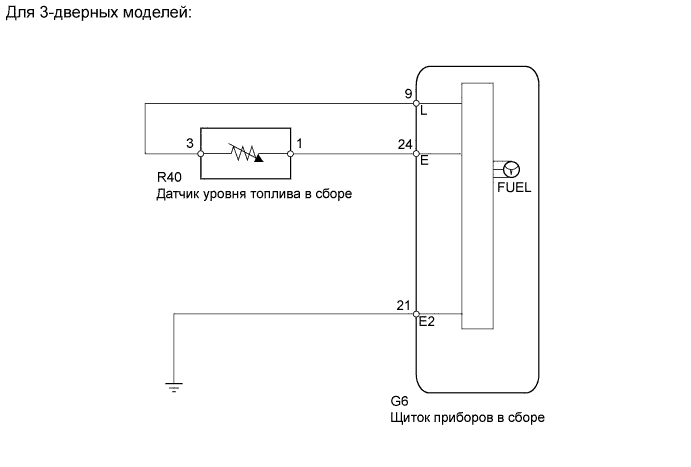 Для 3-дверных моделей:
9
L
3
1
24
E
R40
Датчик уровня топлива в сборе
FUEL
21
E2
G6
Щиток приборов в сборе